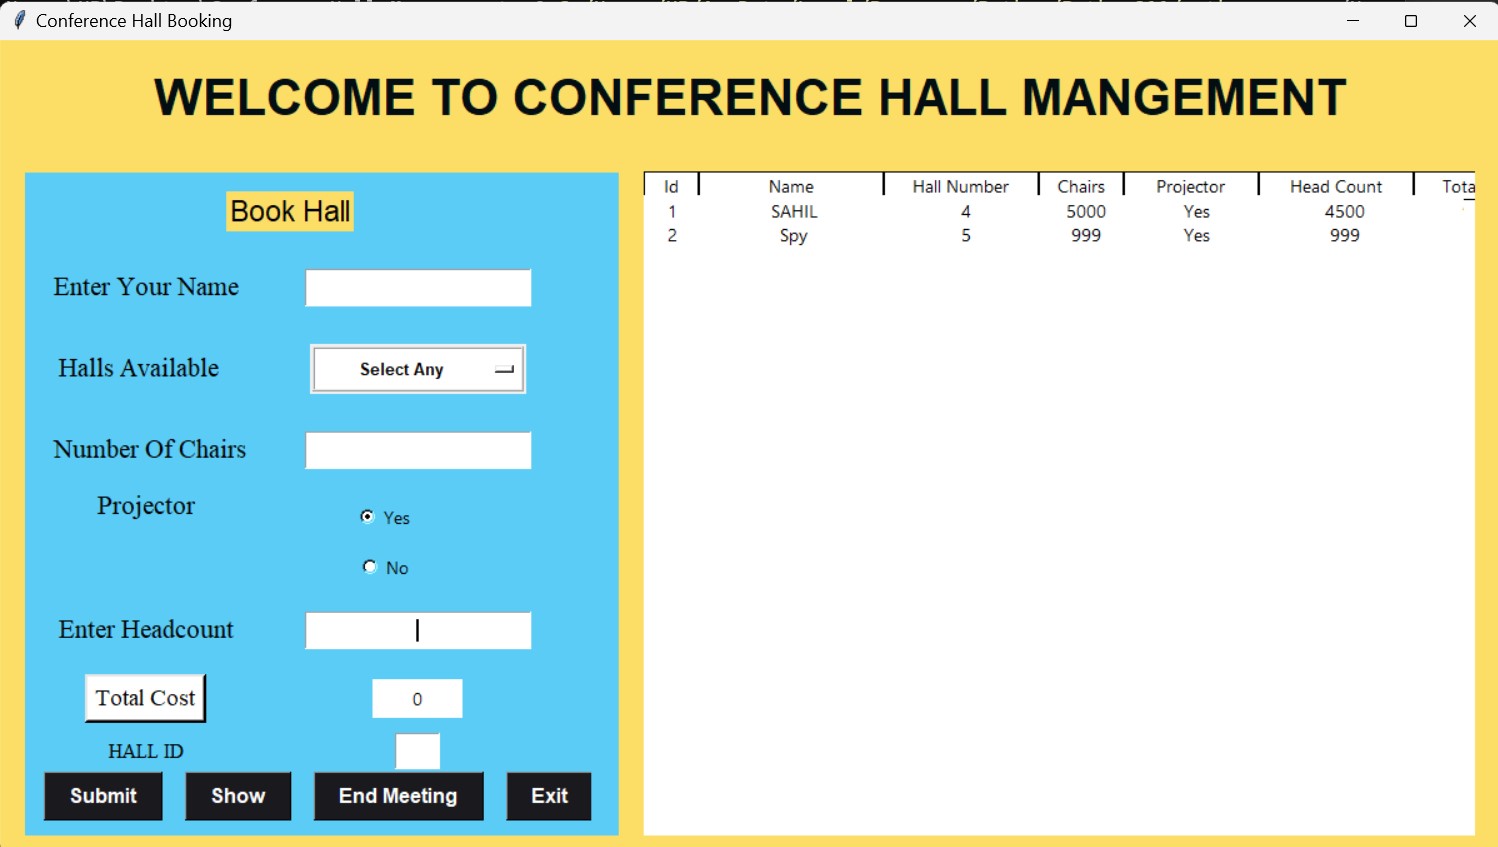 Conference Hall Booking
WELCOME TO CONFERENCE HALL MANGEMENT
Book Hall
Enter Your Name
Halls Available
Select Any
Number Of Chairs
Projector
Yes
No
Enter Headcount
Total Cost
0
HALL ID
Submit Show End Meeting Exit
Id Name Hall Number Chairs Projector Head Count Tota
1 SAHIL 4 5000 Yes 4500
2 Spy 5 999 Yes 999